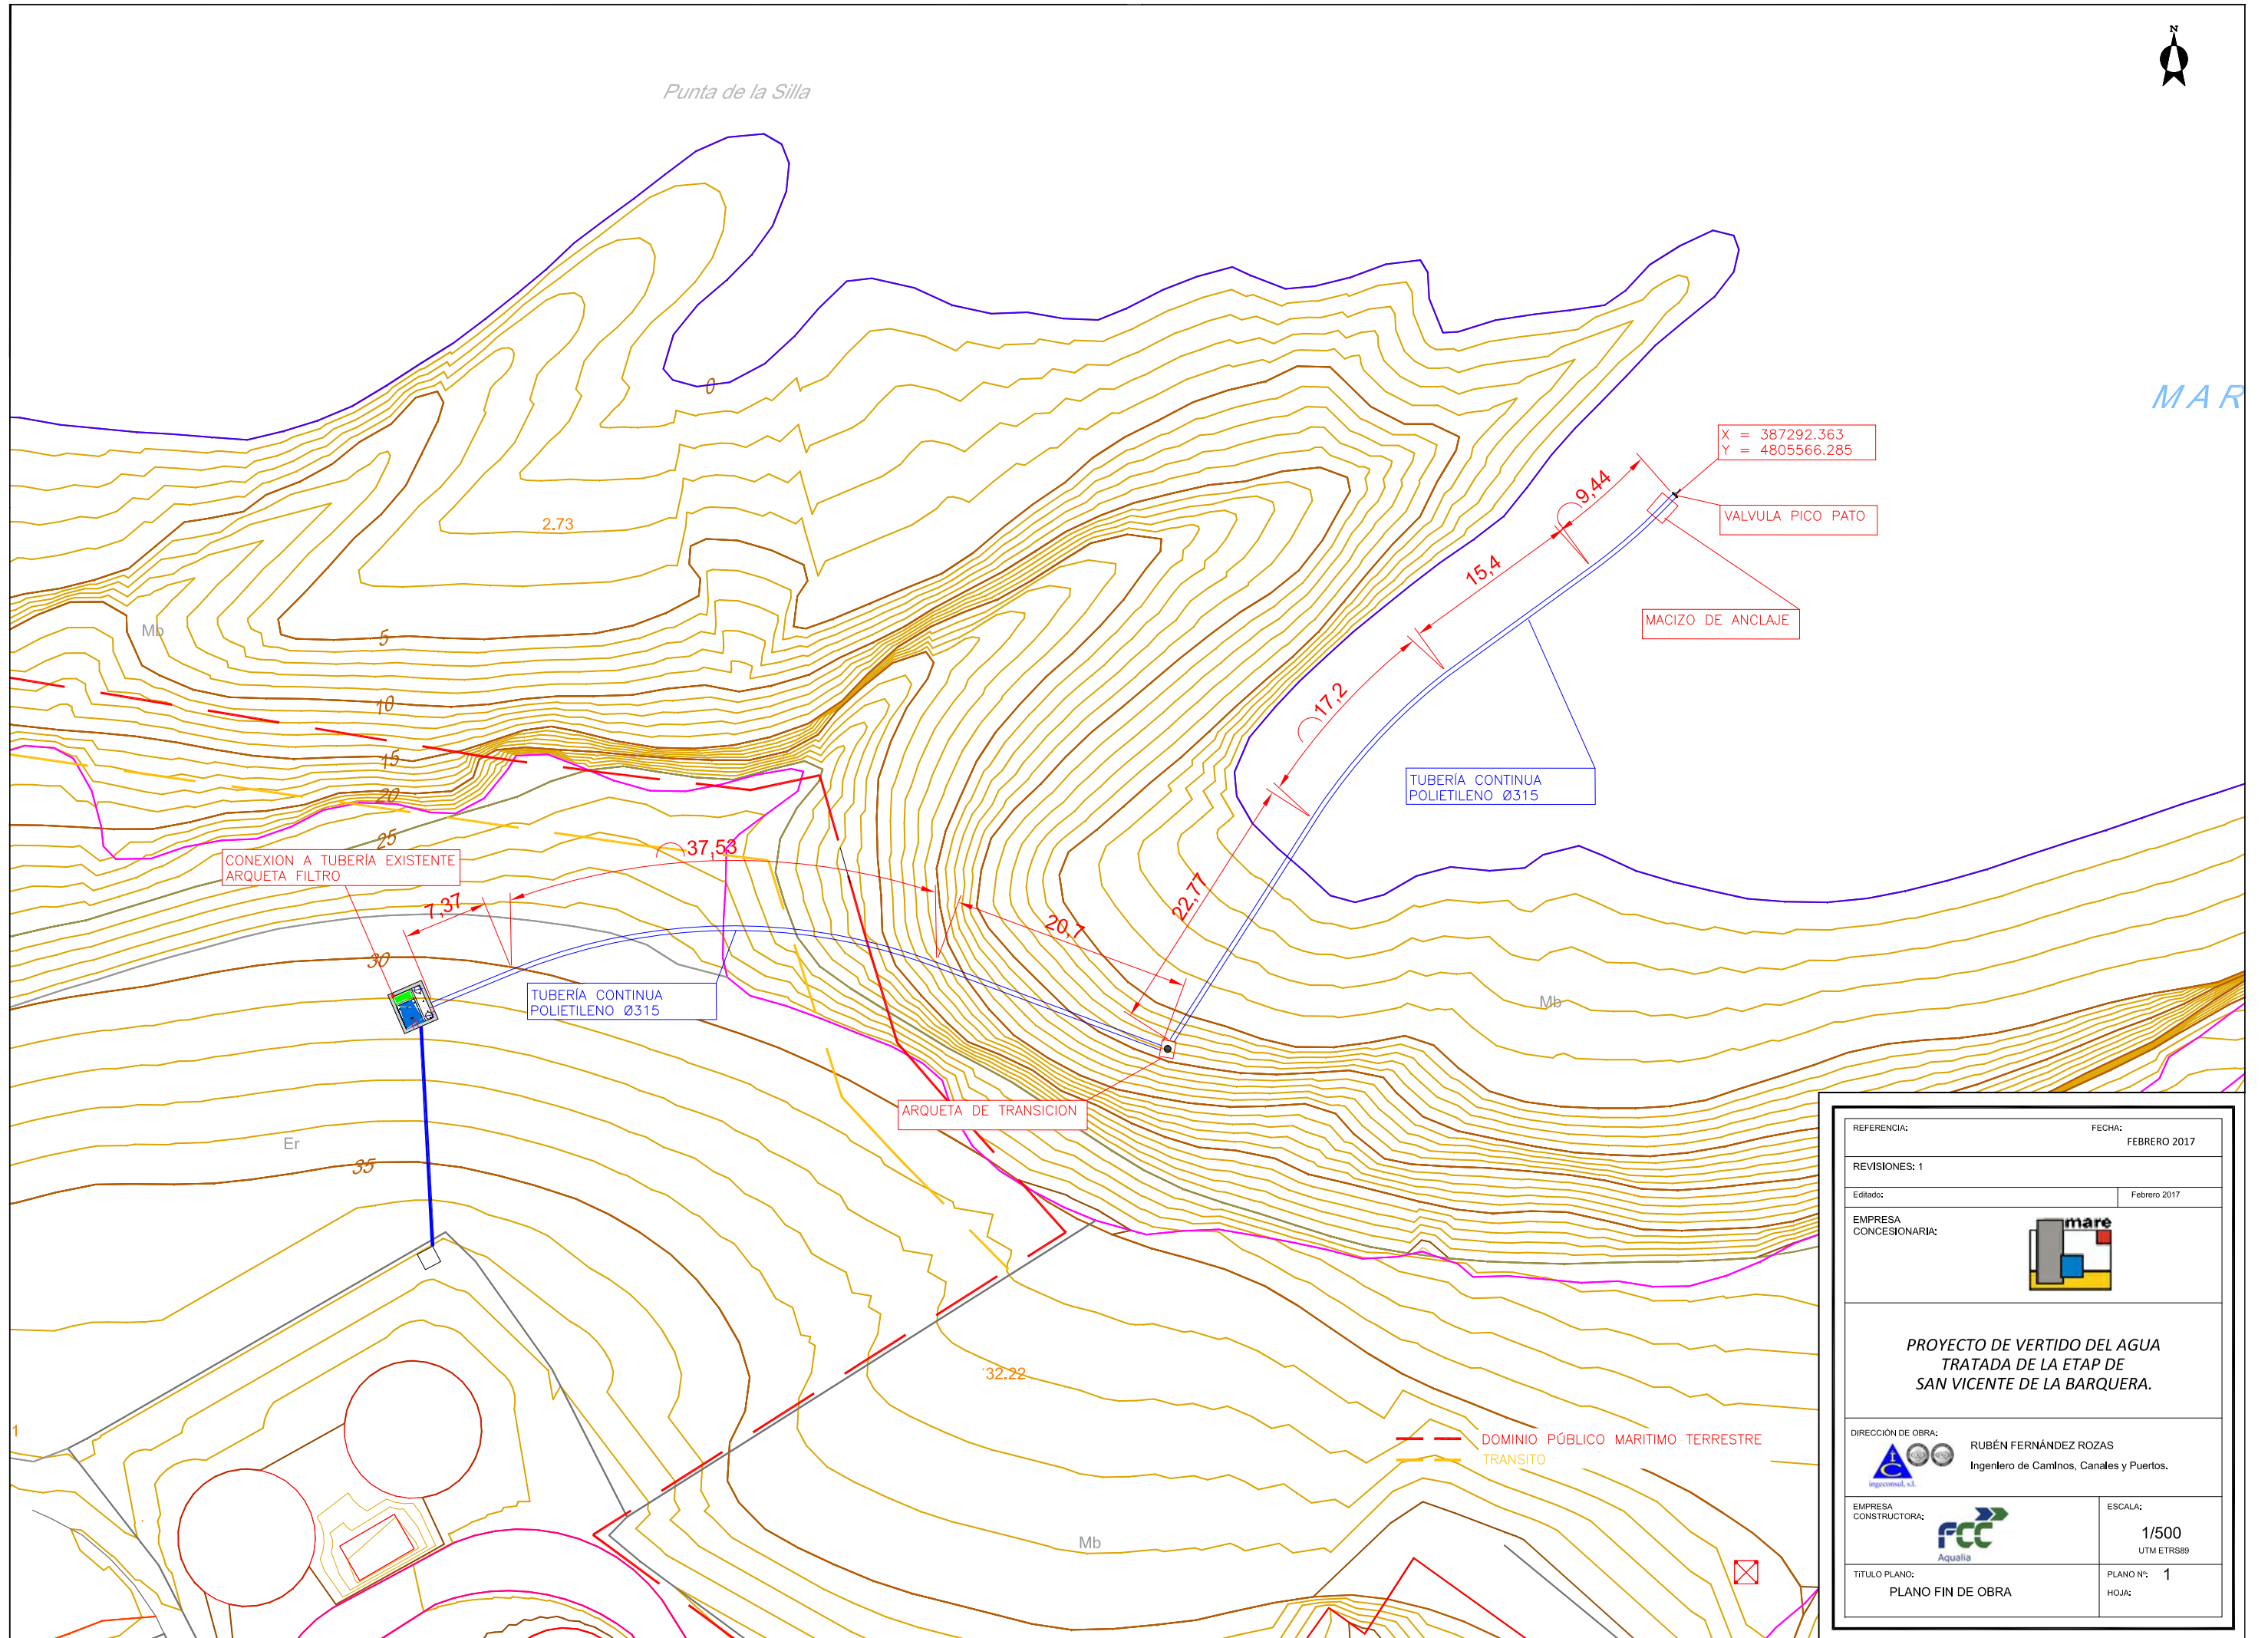 N
Punta de la Silla
MAR
X = 387292.363
Y = 4805566.285
VALVULA PICO PATO
MACIZO DE ANCLAJE
9,44
15,4
17,2
22,77
20,7
37,53
7,37
0
2.73
5
10
15
20
25
30
35
Mb
Mb
Mb
Er
32.22
1
TUBERÍA CONTINUA
POLIETILENO Ø315
CONEXION A TUBERÍA EXISTENTE
ARQUETA FILTRO
TUBERÍA CONTINUA
POLIETILENO Ø315
ARQUETA DE TRANSICION
DOMINIO PÚBLICO MARITIMO TERRESTRE
TRANSITO
REFERENCIA:
FECHA:
FEBRERO 2017
REVISIONES: 1
Editado:
Febrero 2017
EMPRESA
CONCESIONARIA:
mare
PROYECTO DE VERTIDO DEL AGUA
TRATADA DE LA ETAP DE
SAN VICENTE DE LA BARQUERA.
DIRECCIÓN DE OBRA:
ingeconsul, s.l.
RUBÉN FERNÁNDEZ ROZAS
Ingeniero de Caminos, Canales y Puertos.
EMPRESA
CONSTRUCTORA:
FCC
Aqualia
ESCALA:
1/500
UTM ETRS89
TITULO PLANO:
PLANO FIN DE OBRA
PLANO Nº: 1
HOJA: